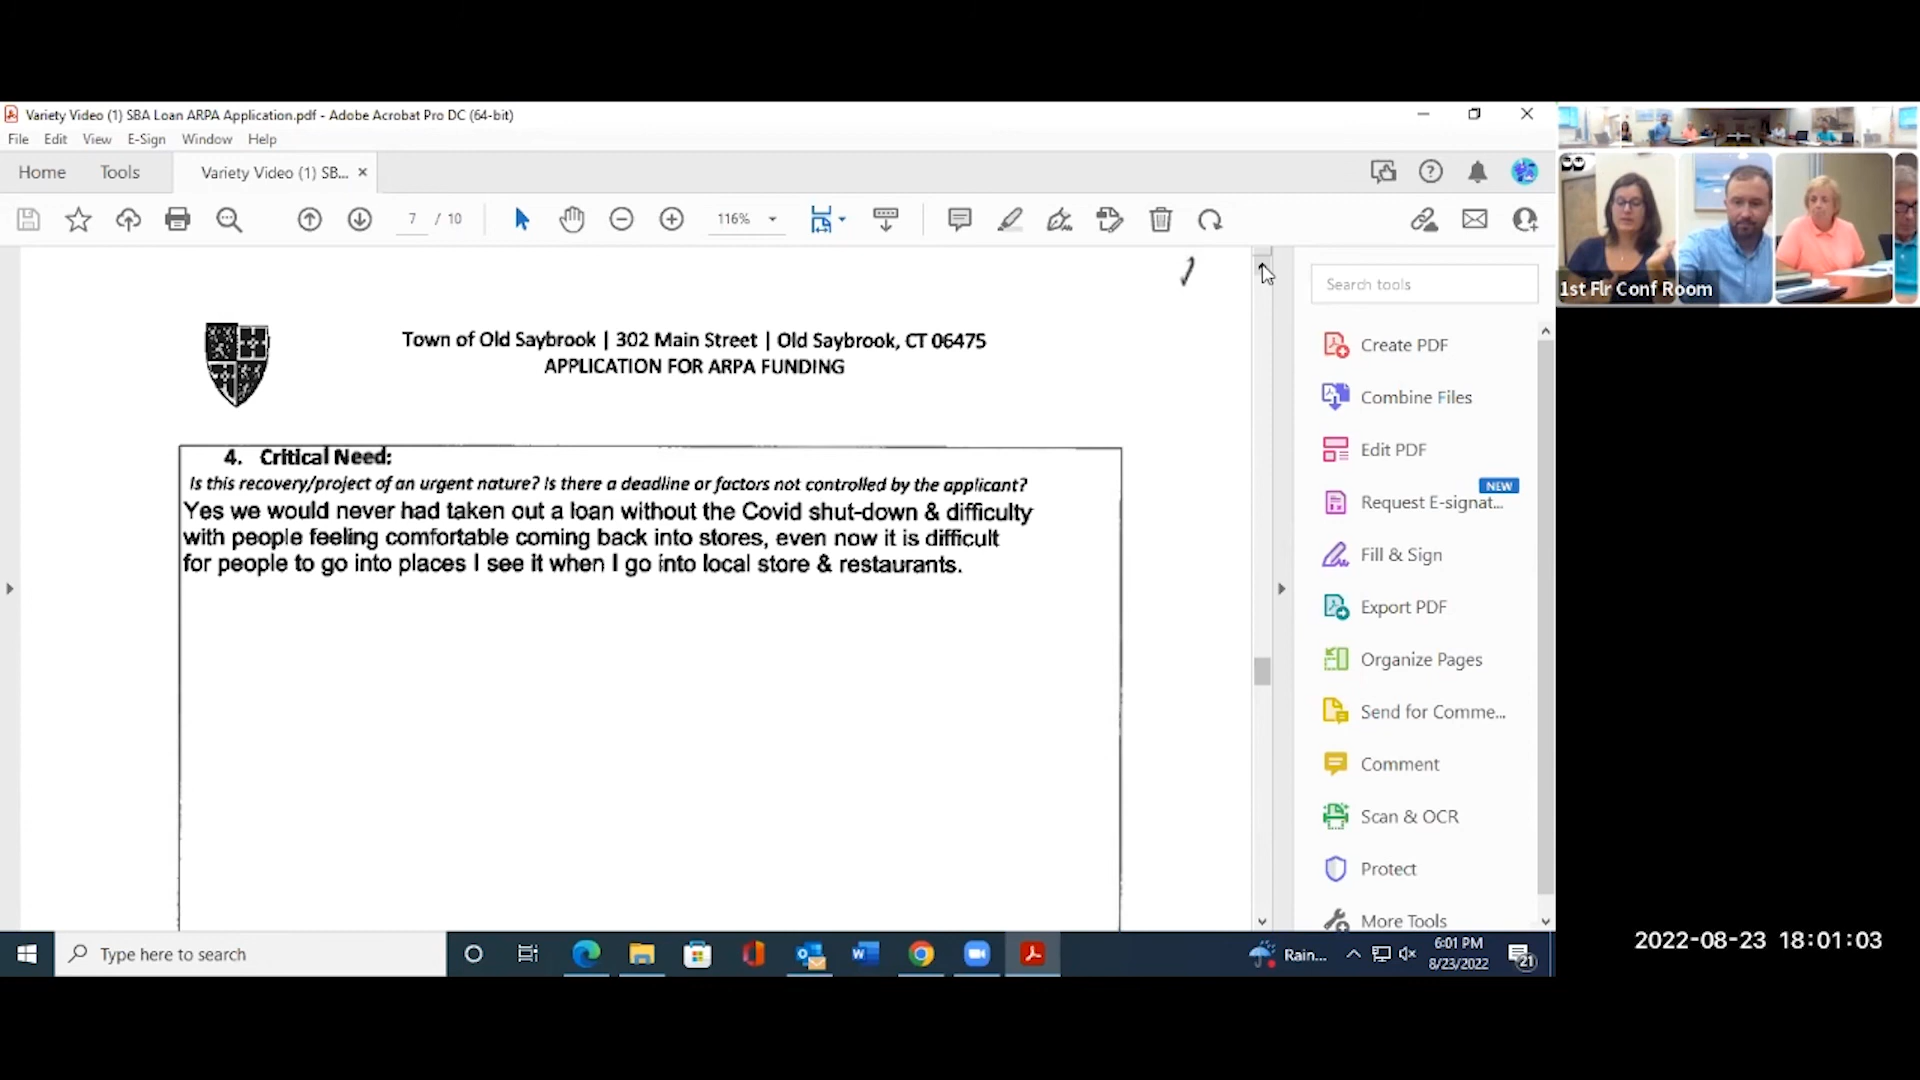 Variety Video (1) SBA Loan ARPA Application.pdf - Adobe Acrobat Pro DC (64-bit)
File Edit View E-Sign Window Help
Home Tools Variety Video (1) SB... ×
7 / 10 116%
Search tools
1st Flr Conf Room
Town of Old Saybrook | 302 Main Street | Old Saybrook, CT 06475
APPLICATION FOR ARPA FUNDING
4. Critical Need:
Is this recovery/project of an urgent nature? Is there a deadline or factors not controlled by the applicant?
Yes we would never had taken out a loan without the Covid shut-down & difficulty
with people feeling comfortable coming back into stores, even now it is difficult
for people to go into places I see it when I go into local store & restaurants.
Create PDF
Combine Files
Edit PDF
NEW
Request E-signat...
Fill & Sign
Export PDF
Organize Pages
Send for Comme...
Comment
Scan & OCR
Protect
More Tools
Type here to search
Rain...
6:01 PM
8/23/2022
21
2022-08-23 18:01:03